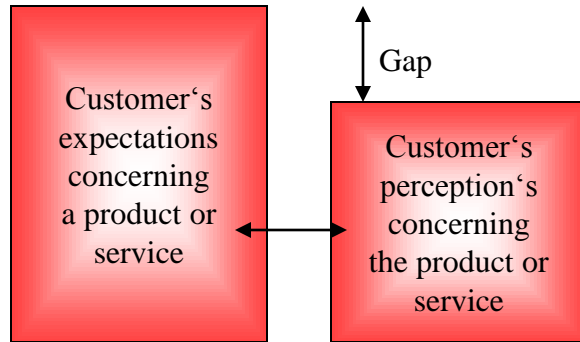 Customer‘s
expectations
concerning
a product or
service
Gap
Customer‘s
perception‘s
concerning
the product or
service